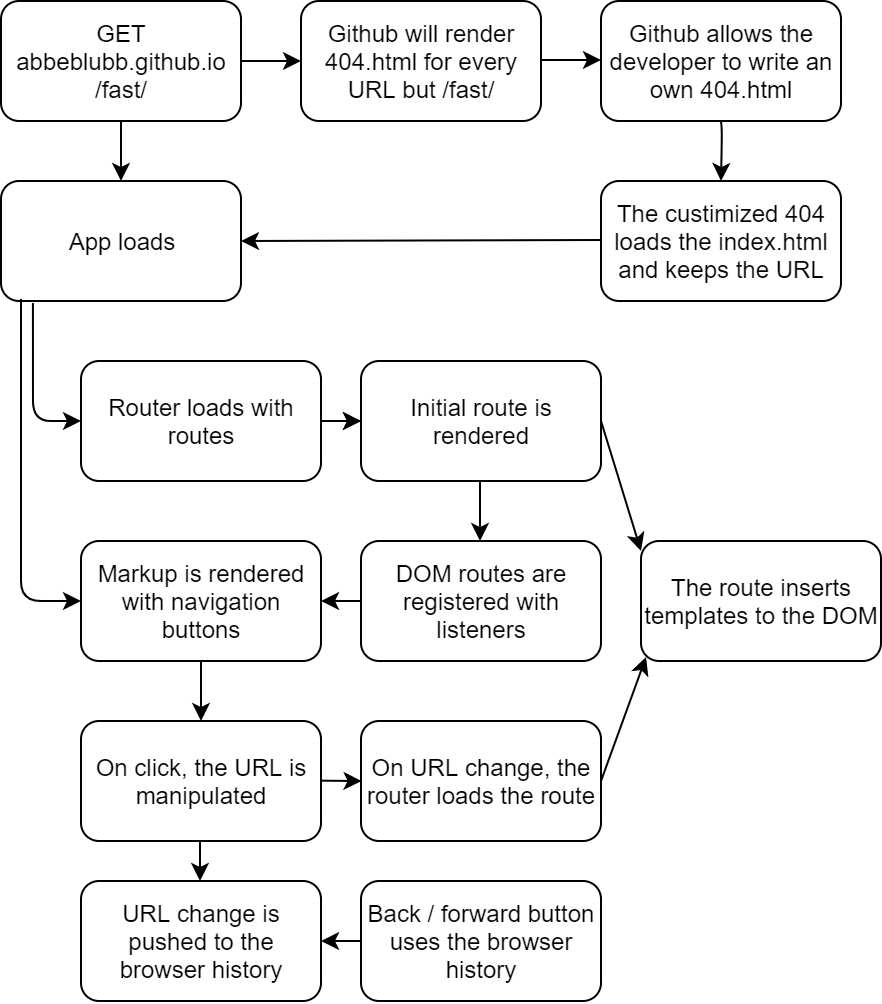 GET
abbeblubb.github.io
/fast/
Github will render
404.html for every
URL but /fast/
Github allows the
developer to write an
own 404.html
App loads
The custimized 404
loads the index.html
and keeps the URL
Router loads with
routes
Initial route is
rendered
Markup is rendered
with navigation
buttons
DOM routes are
registered with
listeners
The route inserts
templates to the DOM
On click, the URL is
manipulated
On URL change, the
router loads the route
URL change is
pushed to the
browser history
Back / forward button
uses the browser
history